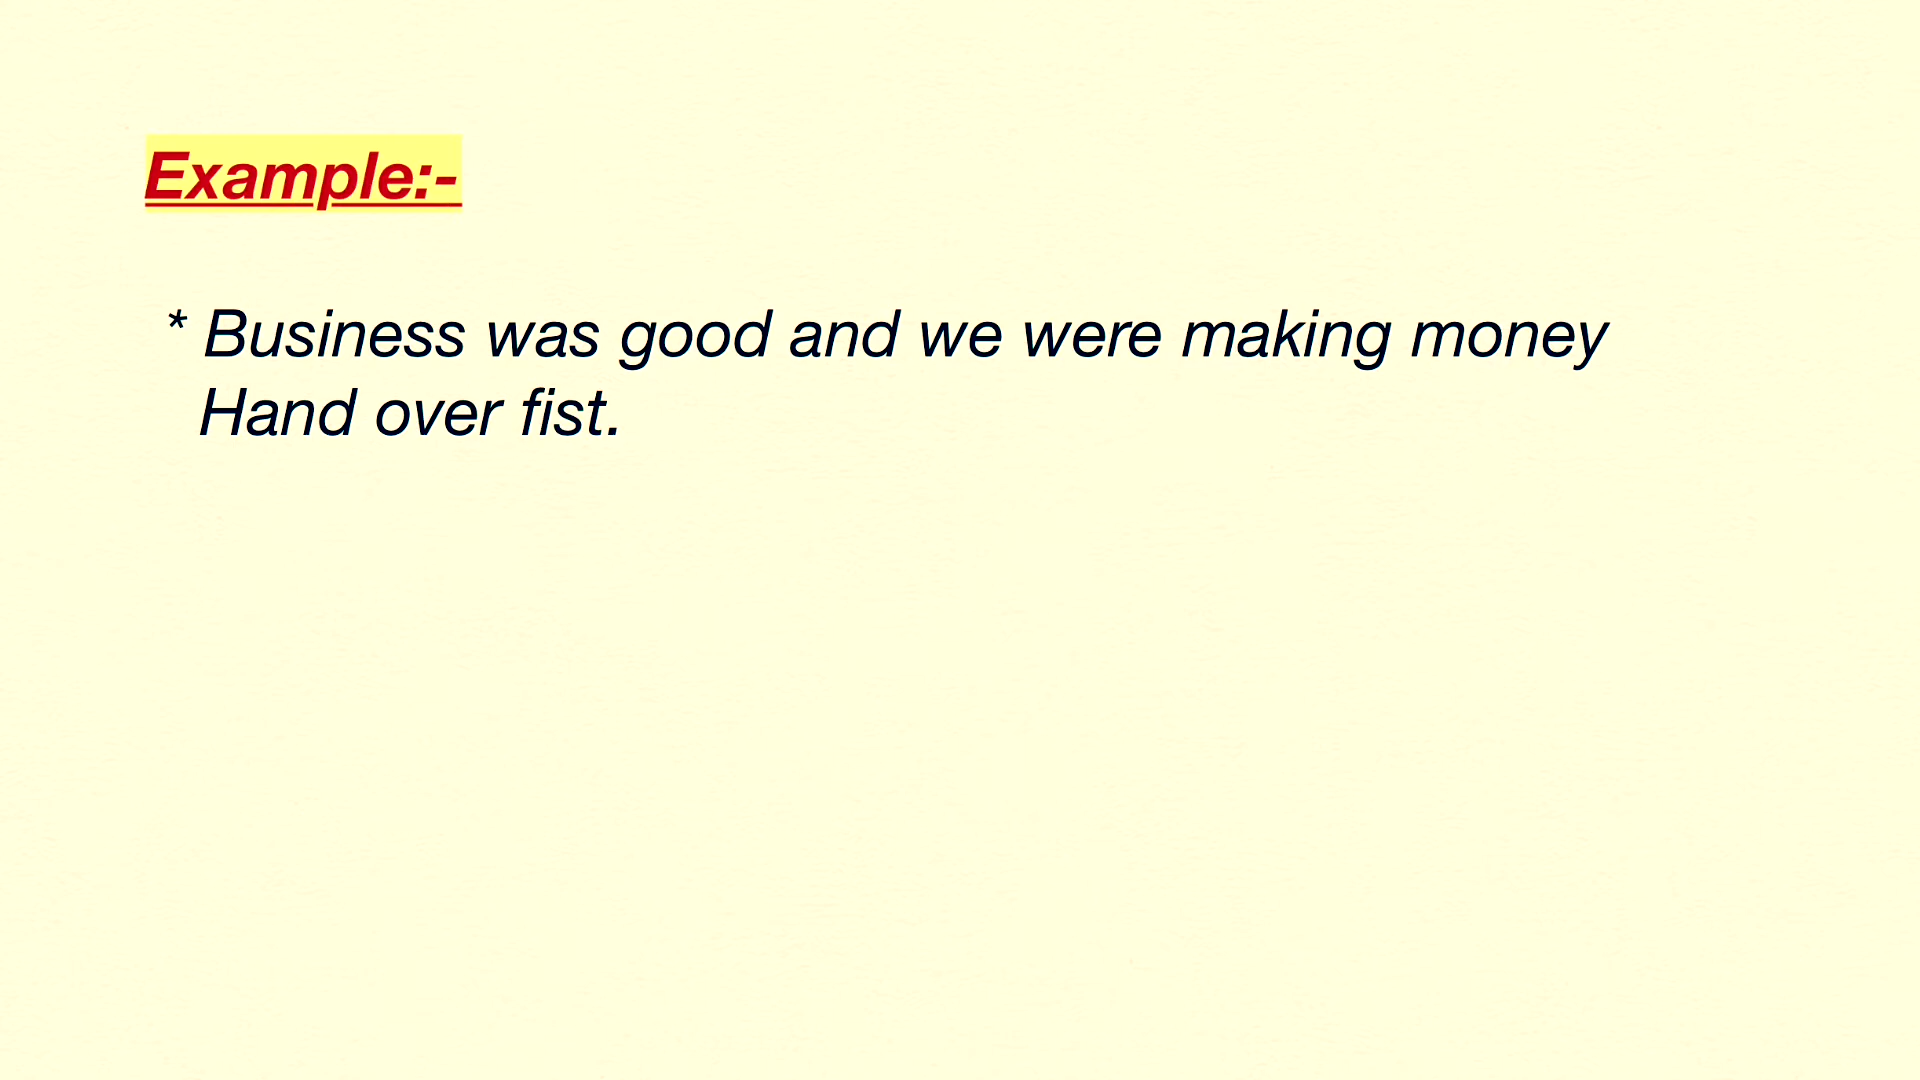 Example:-
* Business was good and we were making money
Hand over fist.